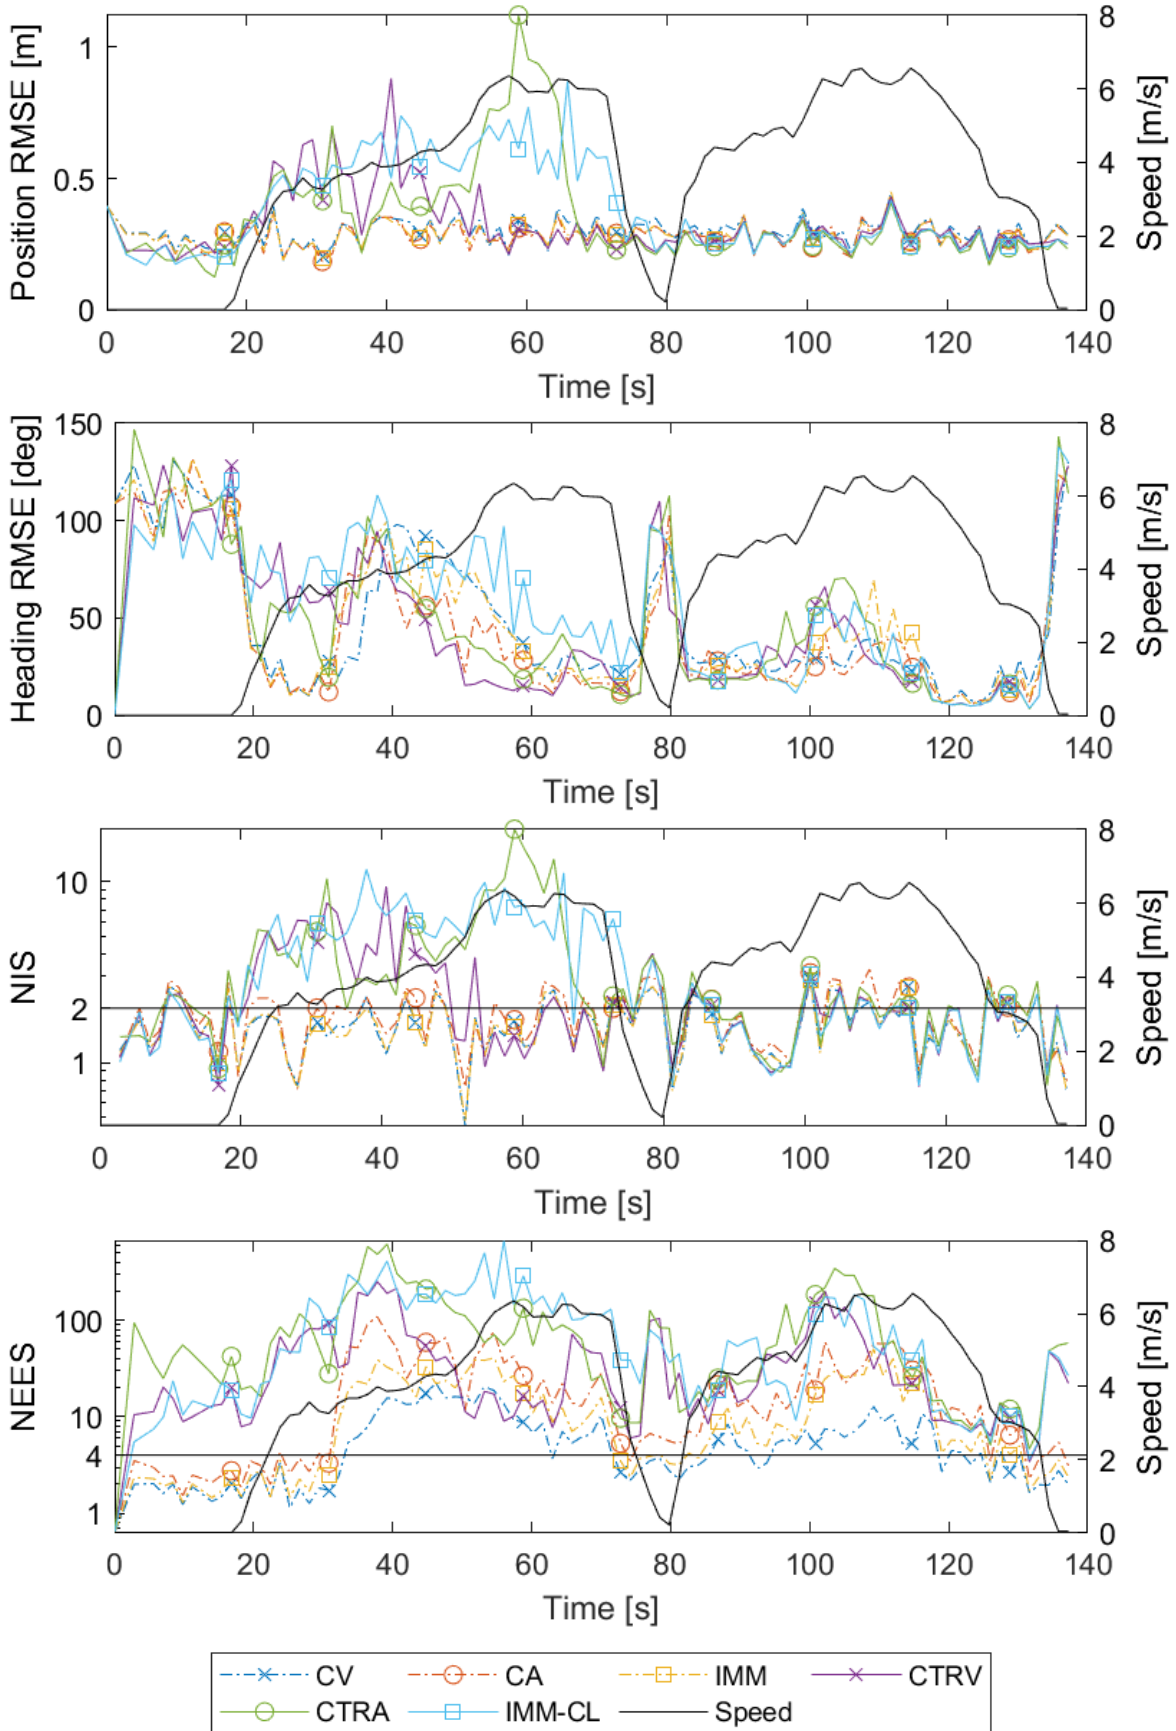 Position RMSE [m]
1
0.5
0
8
6
4
2
0
Speed [m/s]
0 20 40 60 80 100 120 140
Time [s]
Heading RMSE [deg]
150
100
50
0
8
6
4
2
0
Speed [m/s]
0 20 40 60 80 100 120 140
Time [s]
NIS
10
2
1
8
6
4
2
0
Speed [m/s]
0 20 40 60 80 100 120 140
Time [s]
NEES
100
10
4
1
8
6
4
2
0
Speed [m/s]
0 20 40 60 80 100 120 140
Time [s]
CV CA IMM CTRV
CTRA IMM-CL Speed